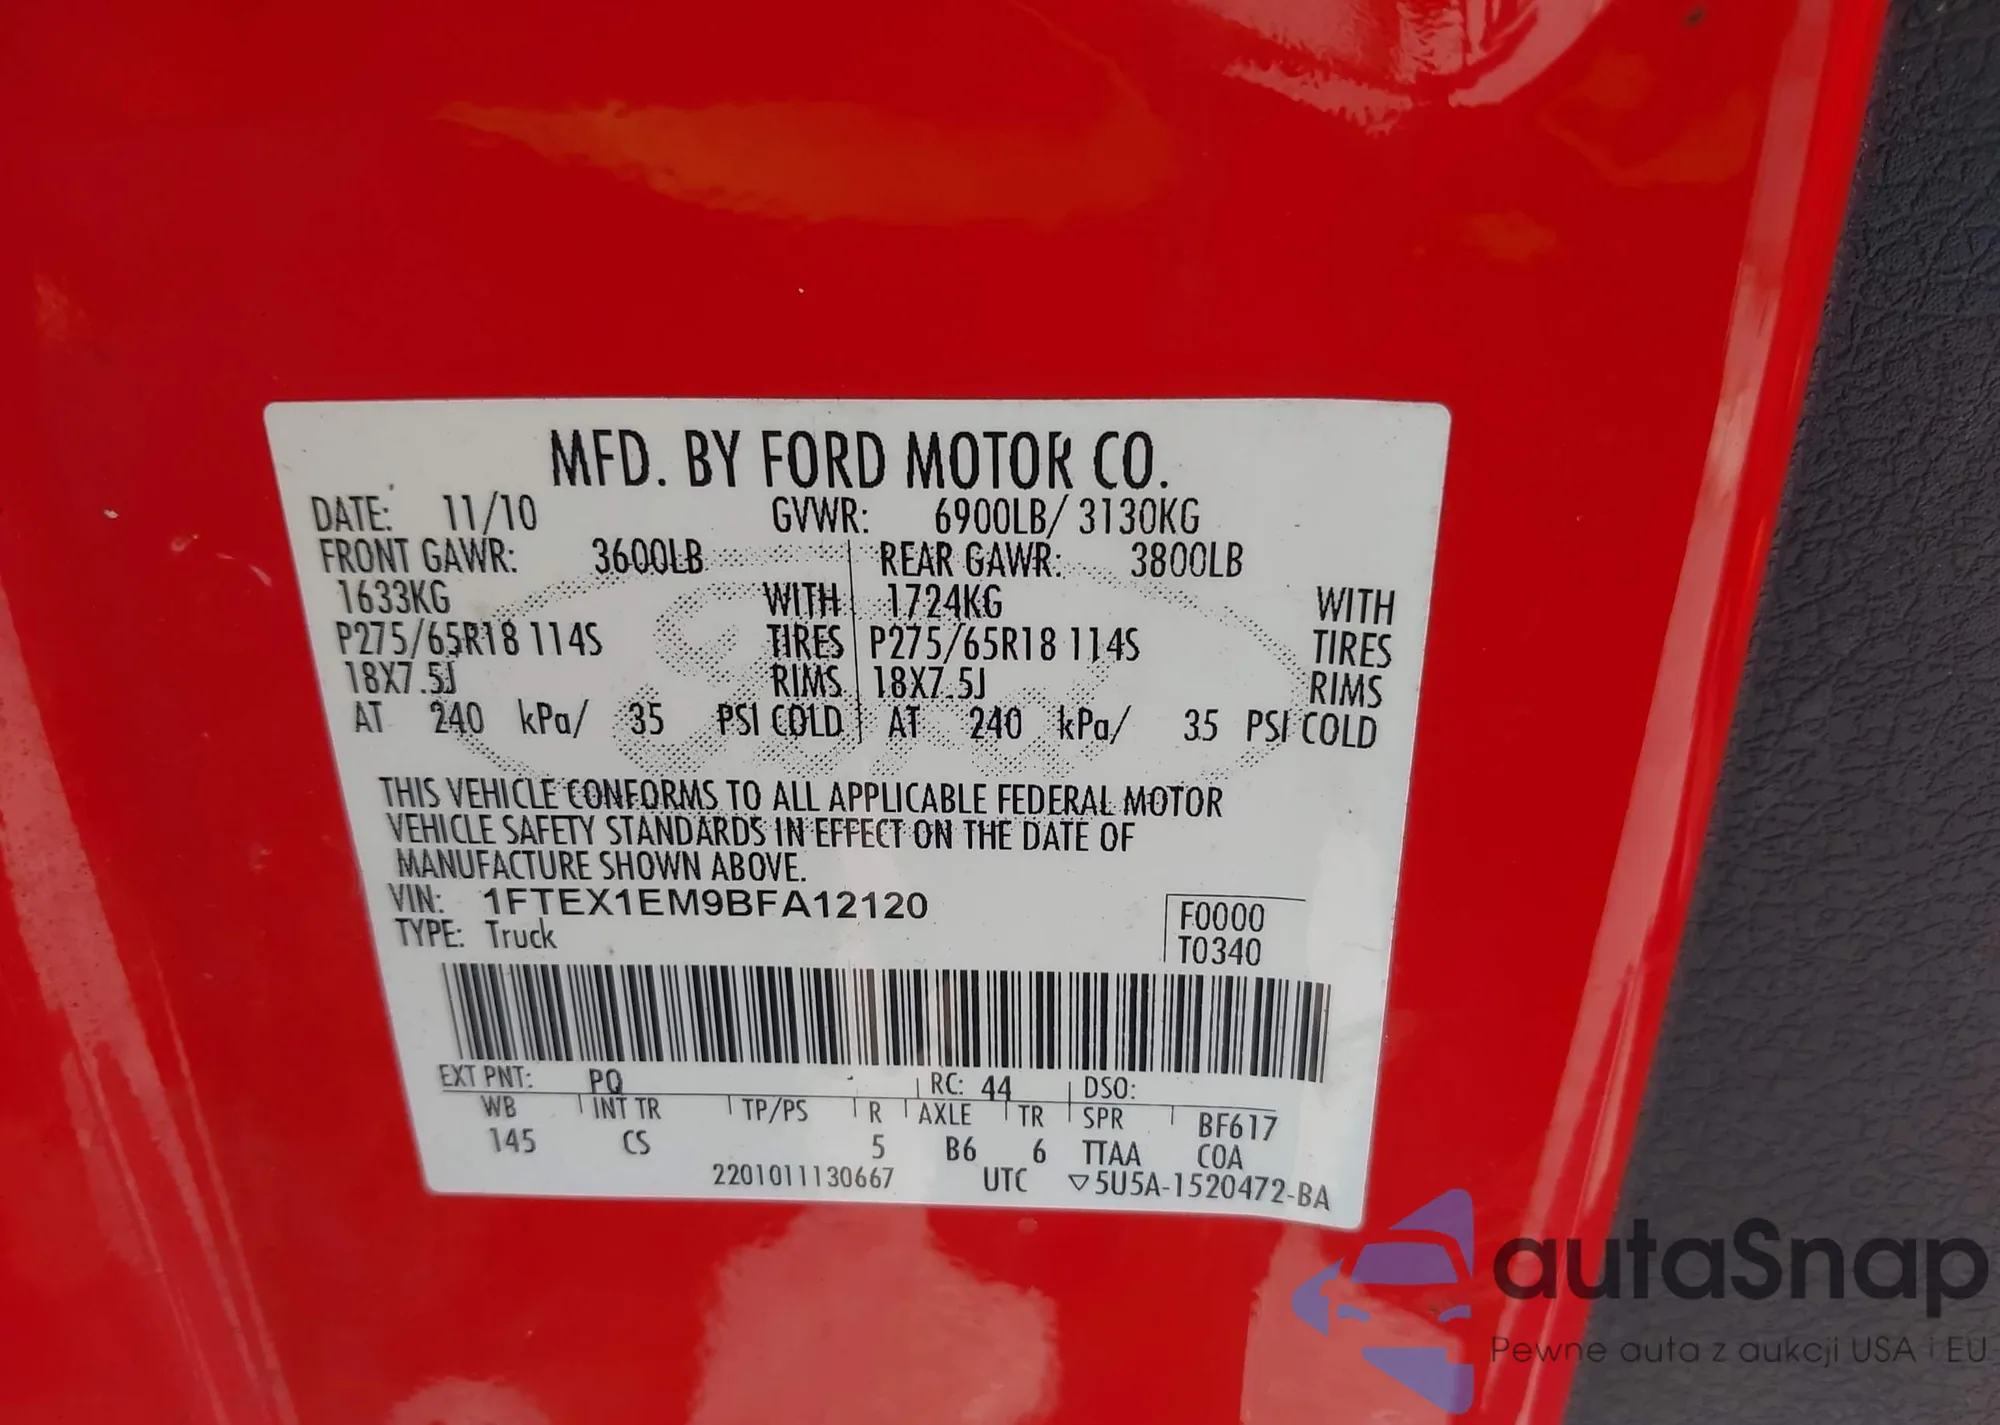 MFD. BY FORD MOTOR CO.
DATE: 11/10 GVWR: 6900LB/ 3130KG
FRONT GAWR: 3600LB REAR GAWR: 3800LB
1633KG WITH 1724KG WITH
P275/65R18 114S TIRES P275/65R18 114S TIRES
18X7.5J RIMS 18X7.5J RIMS
AT 240 kPa/ 35 PSI COLD AT 240 kPa/ 35 PSI COLD
THIS VEHICLE CONFORMS TO ALL APPLICABLE FEDERAL MOTOR
VEHICLE SAFETY STANDARDS IN EFFECT ON THE DATE OF
MANUFACTURE SHOWN ABOVE.
VIN: 1FTEX1EM9BFA12120
TYPE: Truck
F0000
T0340
EXT PNT: PQ RC: 44 DSO:
WB INT TR TP/PS R AXLE TR SPR BF617
145 CS 5 B6 6 TTAA COA
2201011130667 UTC ▽5U5A-1520472-BA
autaSnap
Pewne auta z aukcji USA i EU